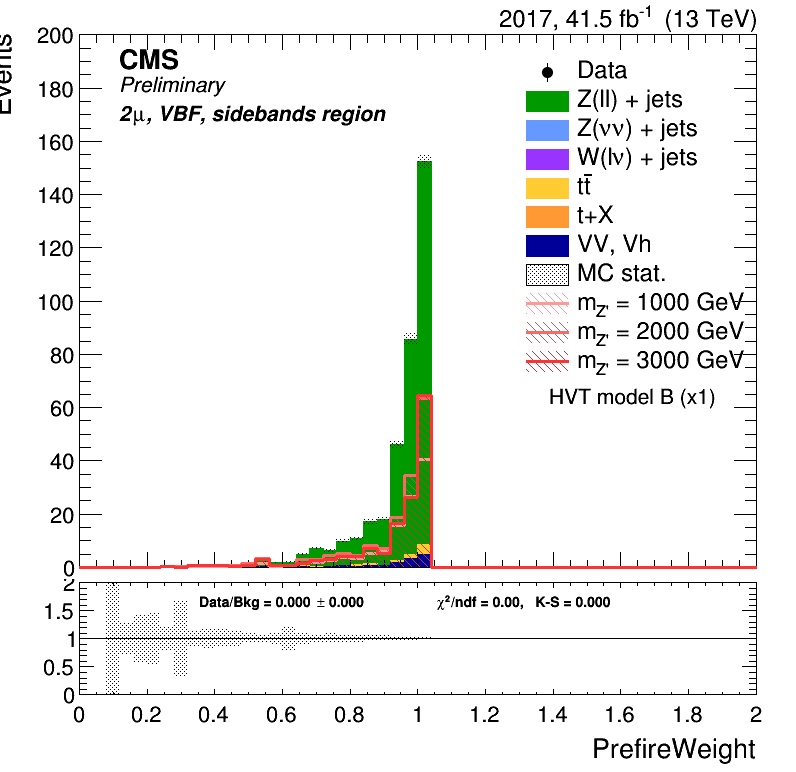 2017, 41.5 fb⁻¹ (13 TeV)
Events
200
180
160
140
120
100
80
60
40
20
0
CMS
Preliminary
2μ, VBF, sidebands region
Data
Z(ll) + jets
Z(νν) + jets
W(lν) + jets
tt̄
t+X
VV, Vh
MC stat.
m_Z' = 1000 GeV
m_Z' = 2000 GeV
m_Z' = 3000 GeV
HVT model B (x1)
2
1.5
1
0.5
0
Data/Bkg = 0.000 ± 0.000 χ²/ndf = 0.00, K-S = 0.000
0 0.2 0.4 0.6 0.8 1 1.2 1.4 1.6 1.8 2
PrefireWeight